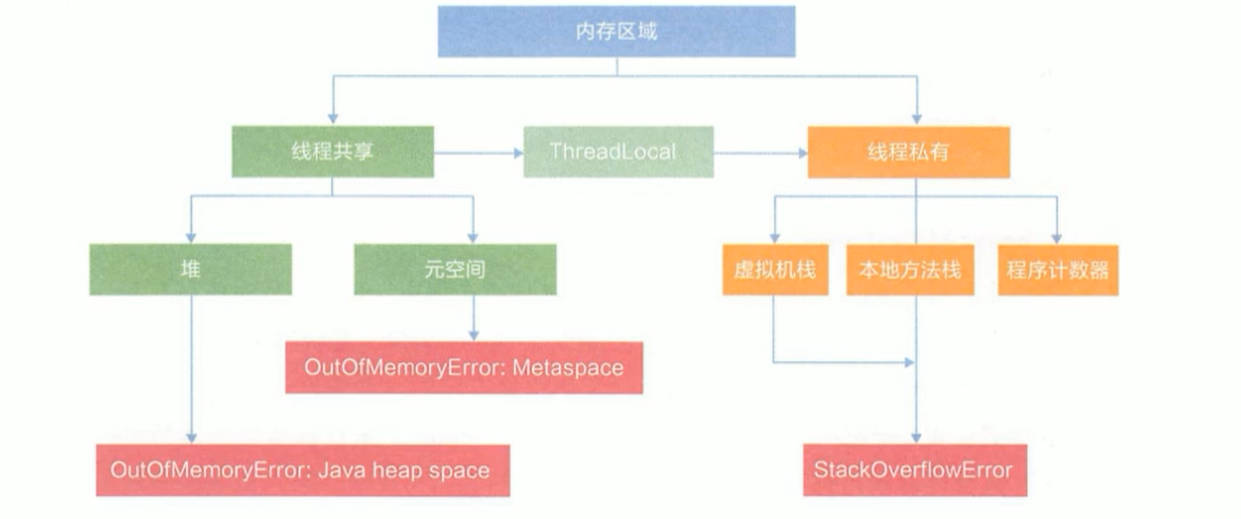 内存区域
线程共享
ThreadLocal
线程私有
堆
元空间
虚拟机栈
本地方法栈
程序计数器
OutOfMemoryError: Metaspace
OutOfMemoryError: Java heap space
StackOverflowError